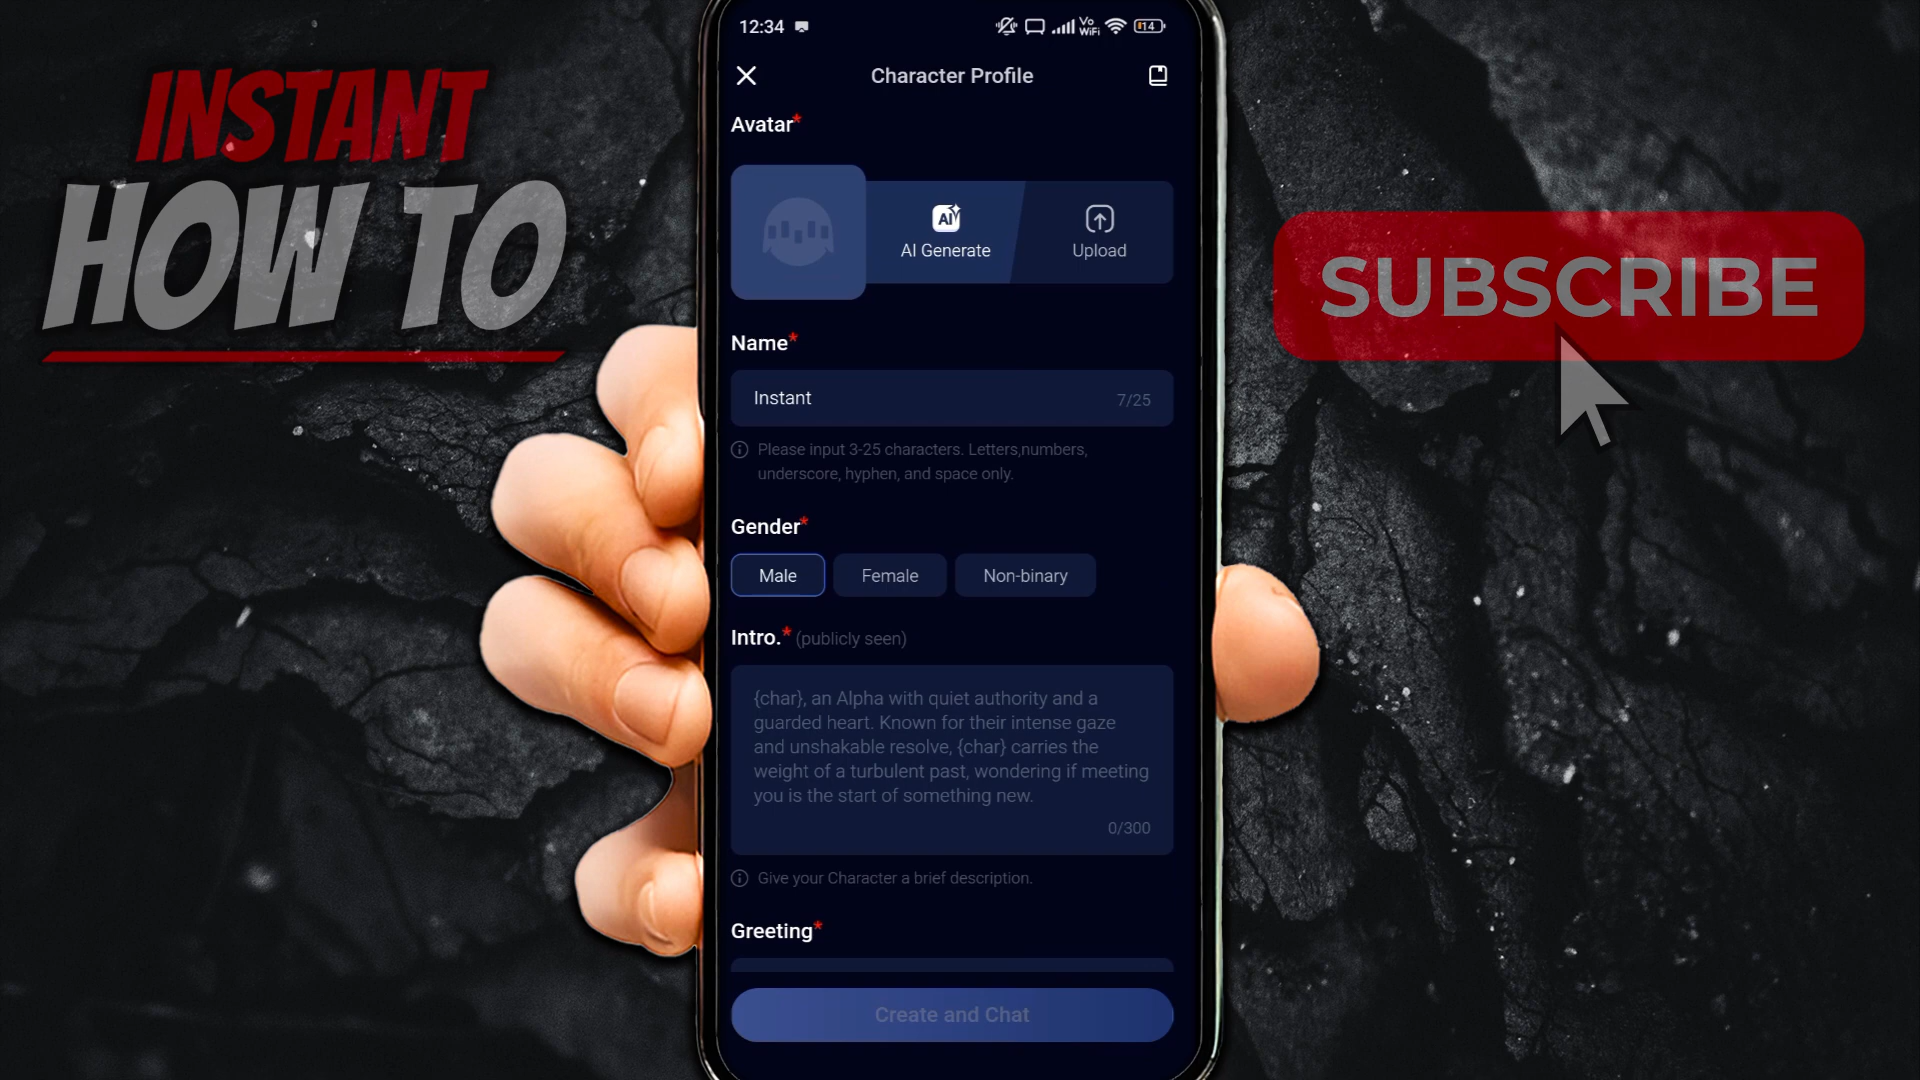 INSTANT
HOW TO
SUBSCRIBE
12:34
Vo
WiFi
14
Character Profile
Avatar*
AI
AI Generate
Upload
Name*
Instant
7/25
Please input 3-25 characters. Letters,numbers,
underscore, hyphen, and space only.
Gender*
Male
Female
Non-binary
Intro.* (publicly seen)
{char}, an Alpha with quiet authority and a
guarded heart. Known for their intense gaze
and unshakable resolve, {char} carries the
weight of a turbulent past, wondering if meeting
you is the start of something new.
0/300
Give your Character a brief description.
Greeting*
Create and Chat